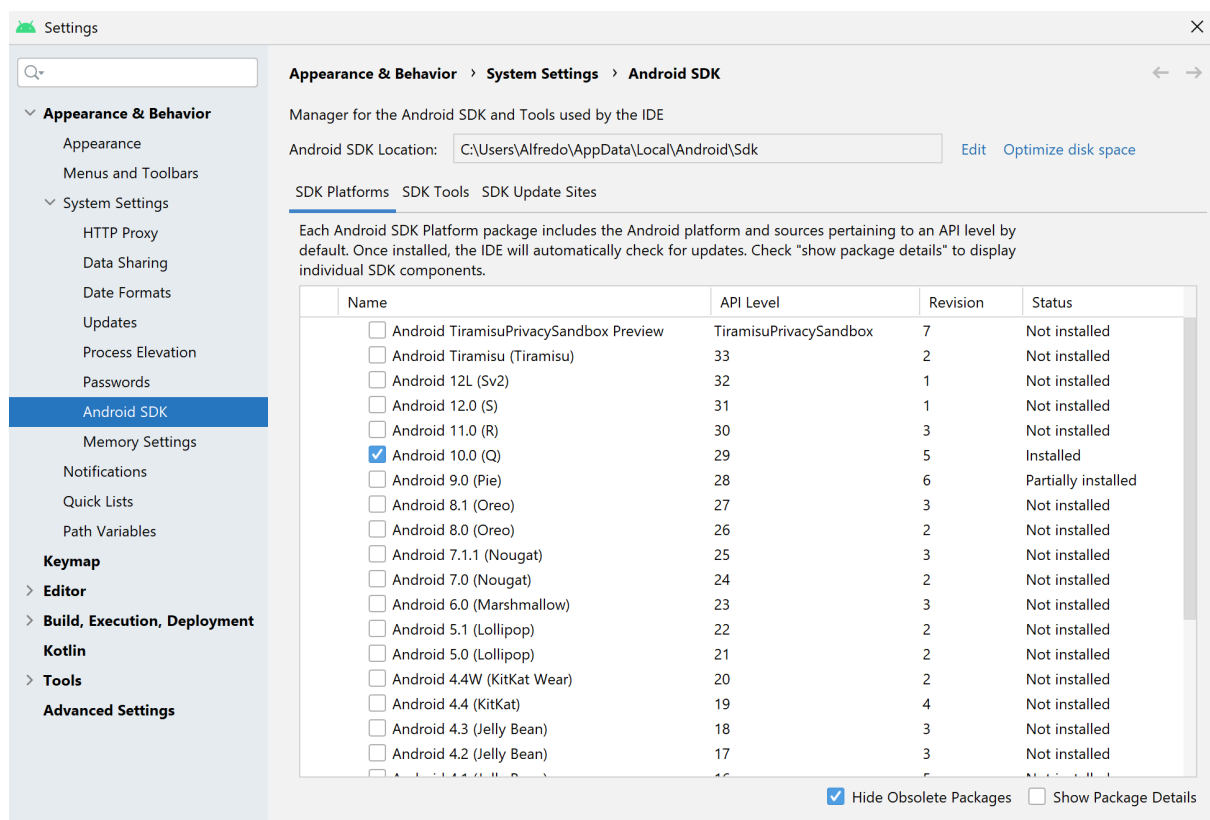 Settings
Appearance & Behavior
Appearance
Menus and Toolbars
System Settings
HTTP Proxy
Data Sharing
Date Formats
Updates
Process Elevation
Passwords
Android SDK
Memory Settings
Notifications
Quick Lists
Path Variables
Keymap
Editor
Build, Execution, Deployment
Kotlin
Tools
Advanced Settings
Appearance & Behavior › System Settings › Android SDK
Manager for the Android SDK and Tools used by the IDE
Android SDK Location: C:\Users\Alfredo\AppData\Local\Android\Sdk Edit Optimize disk space
SDK Platforms SDK Tools SDK Update Sites
Each Android SDK Platform package includes the Android platform and sources pertaining to an API level by
default. Once installed, the IDE will automatically check for updates. Check "show package details" to display
individual SDK components.
Name API Level Revision Status
Android TiramisuPrivacySandbox Preview TiramisuPrivacySandbox 7 Not installed
Android Tiramisu (Tiramisu) 33 2 Not installed
Android 12L (Sv2) 32 1 Not installed
Android 12.0 (S) 31 1 Not installed
Android 11.0 (R) 30 3 Not installed
Android 10.0 (Q) 29 5 Installed
Android 9.0 (Pie) 28 6 Partially installed
Android 8.1 (Oreo) 27 3 Not installed
Android 8.0 (Oreo) 26 2 Not installed
Android 7.1.1 (Nougat) 25 3 Not installed
Android 7.0 (Nougat) 24 2 Not installed
Android 6.0 (Marshmallow) 23 3 Not installed
Android 5.1 (Lollipop) 22 2 Not installed
Android 5.0 (Lollipop) 21 2 Not installed
Android 4.4W (KitKat Wear) 20 2 Not installed
Android 4.4 (KitKat) 19 4 Not installed
Android 4.3 (Jelly Bean) 18 3 Not installed
Android 4.2 (Jelly Bean) 17 3 Not installed
Hide Obsolete Packages Show Package Details